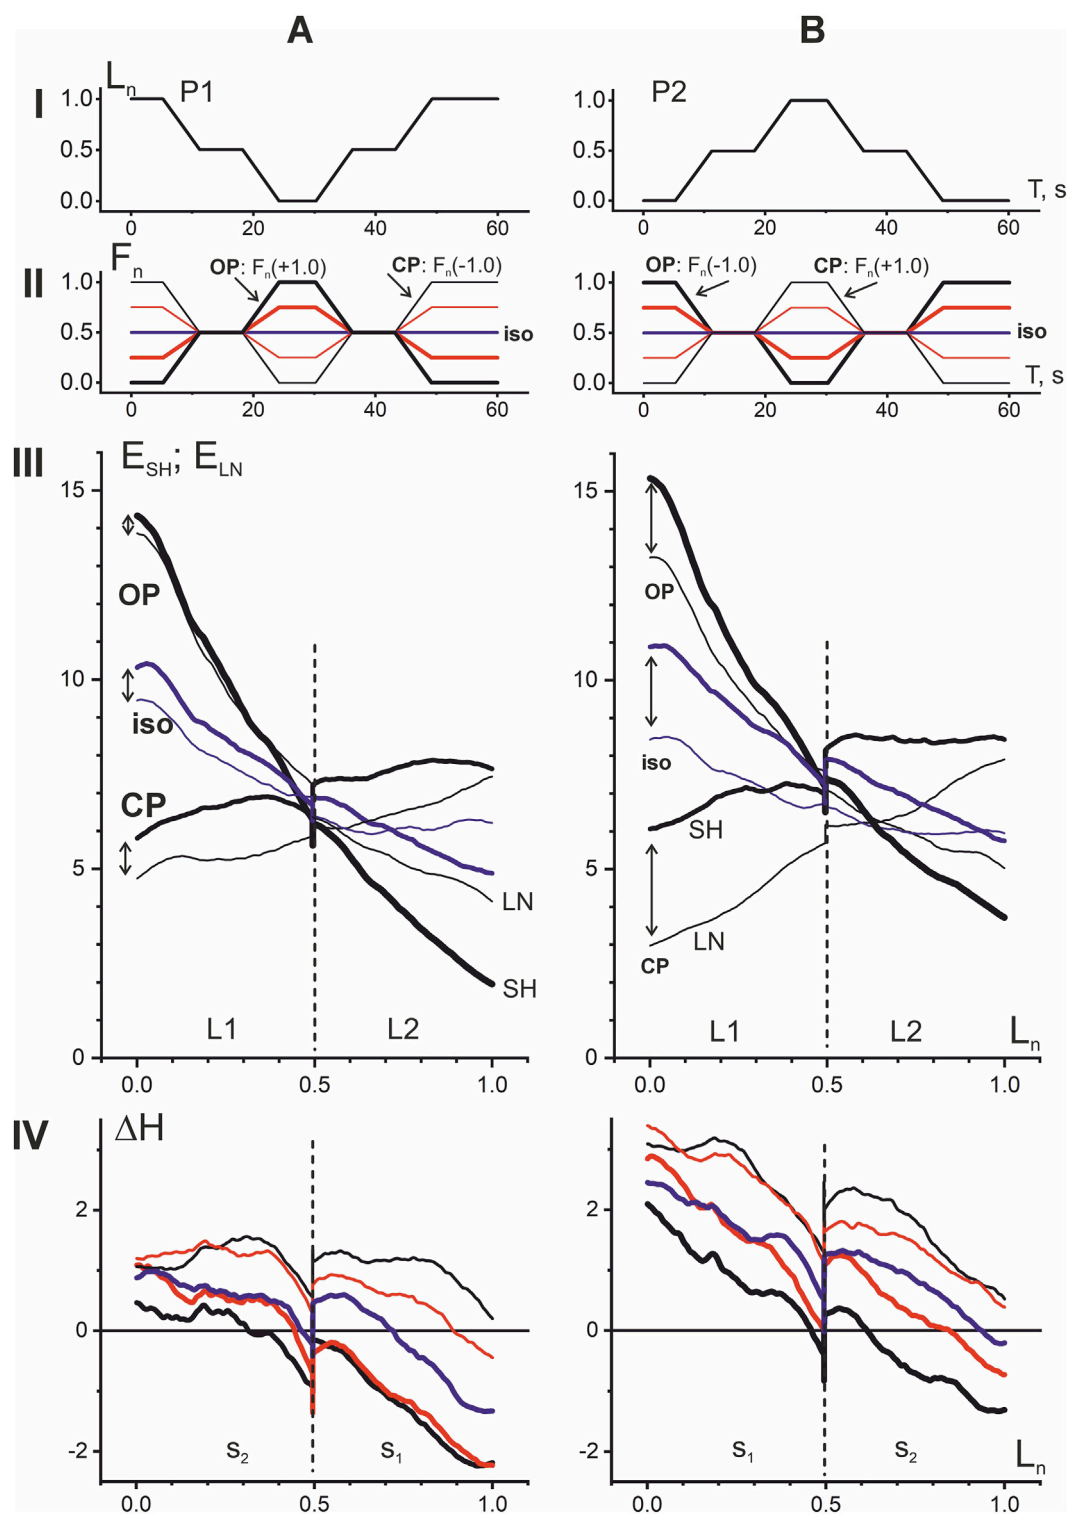 A B
I
Lₙ P1 P2
1.0 1.0
0.5 0.5
0.0 0.0 T, s
0 20 40 60 0 20 40 60
II
Fₙ OP: Fₙ(+1.0) CP: Fₙ(-1.0) OP: Fₙ(-1.0) CP: Fₙ(+1.0)
1.0 1.0
0.5 iso 0.5 iso
0.0 0.0 T, s
0 20 40 60 0 20 40 60
III
E_SH; E_LN
15 15
OP OP
10 10
iso iso
CP SH
5 LN 5 LN
SH CP
L1 L2 L1 L2 Lₙ
0 0
0.0 0.5 1.0 0.0 0.5 1.0
IV
ΔH
2 2
0 0
-2 s₂ s₁ -2 s₁ s₂ Lₙ
0.0 0.5 1.0 0.0 0.5 1.0